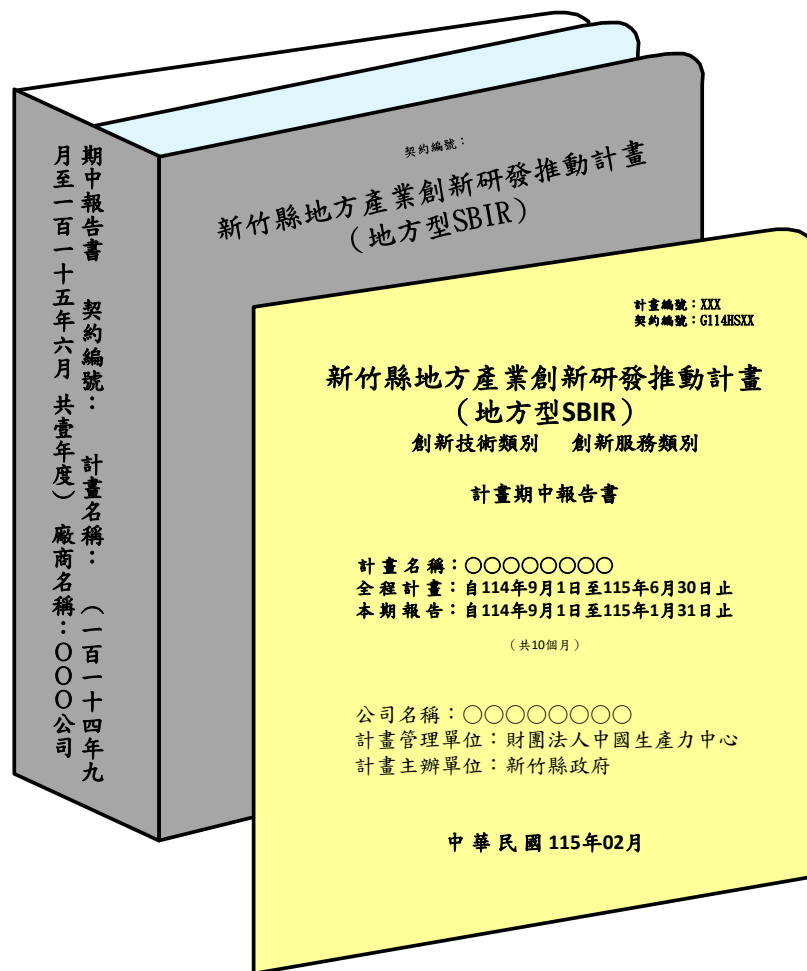 期中報告書　契約編號：　計畫名稱：　（一百一十四年九
月至一百一十五年六月 共壹年度）　廠商名稱：○○○公司
契約編號：
新竹縣地方產業創新研發推動計畫
（地方型SBIR）
計畫編號：XXX
契約編號：G114HSXX
新竹縣地方產業創新研發推動計畫
（地方型SBIR）
創新技術類別　創新服務類別
計畫期中報告書
計畫名稱：○○○○○○○○
全程計畫：自114年9月1日至115年6月30日止
本期報告：自114年9月1日至115年1月31日止
（共10個月）
公司名稱：○○○○○○○○
計畫管理單位：財團法人中國生產力中心
計畫主辦單位：新竹縣政府
中華民國115年02月